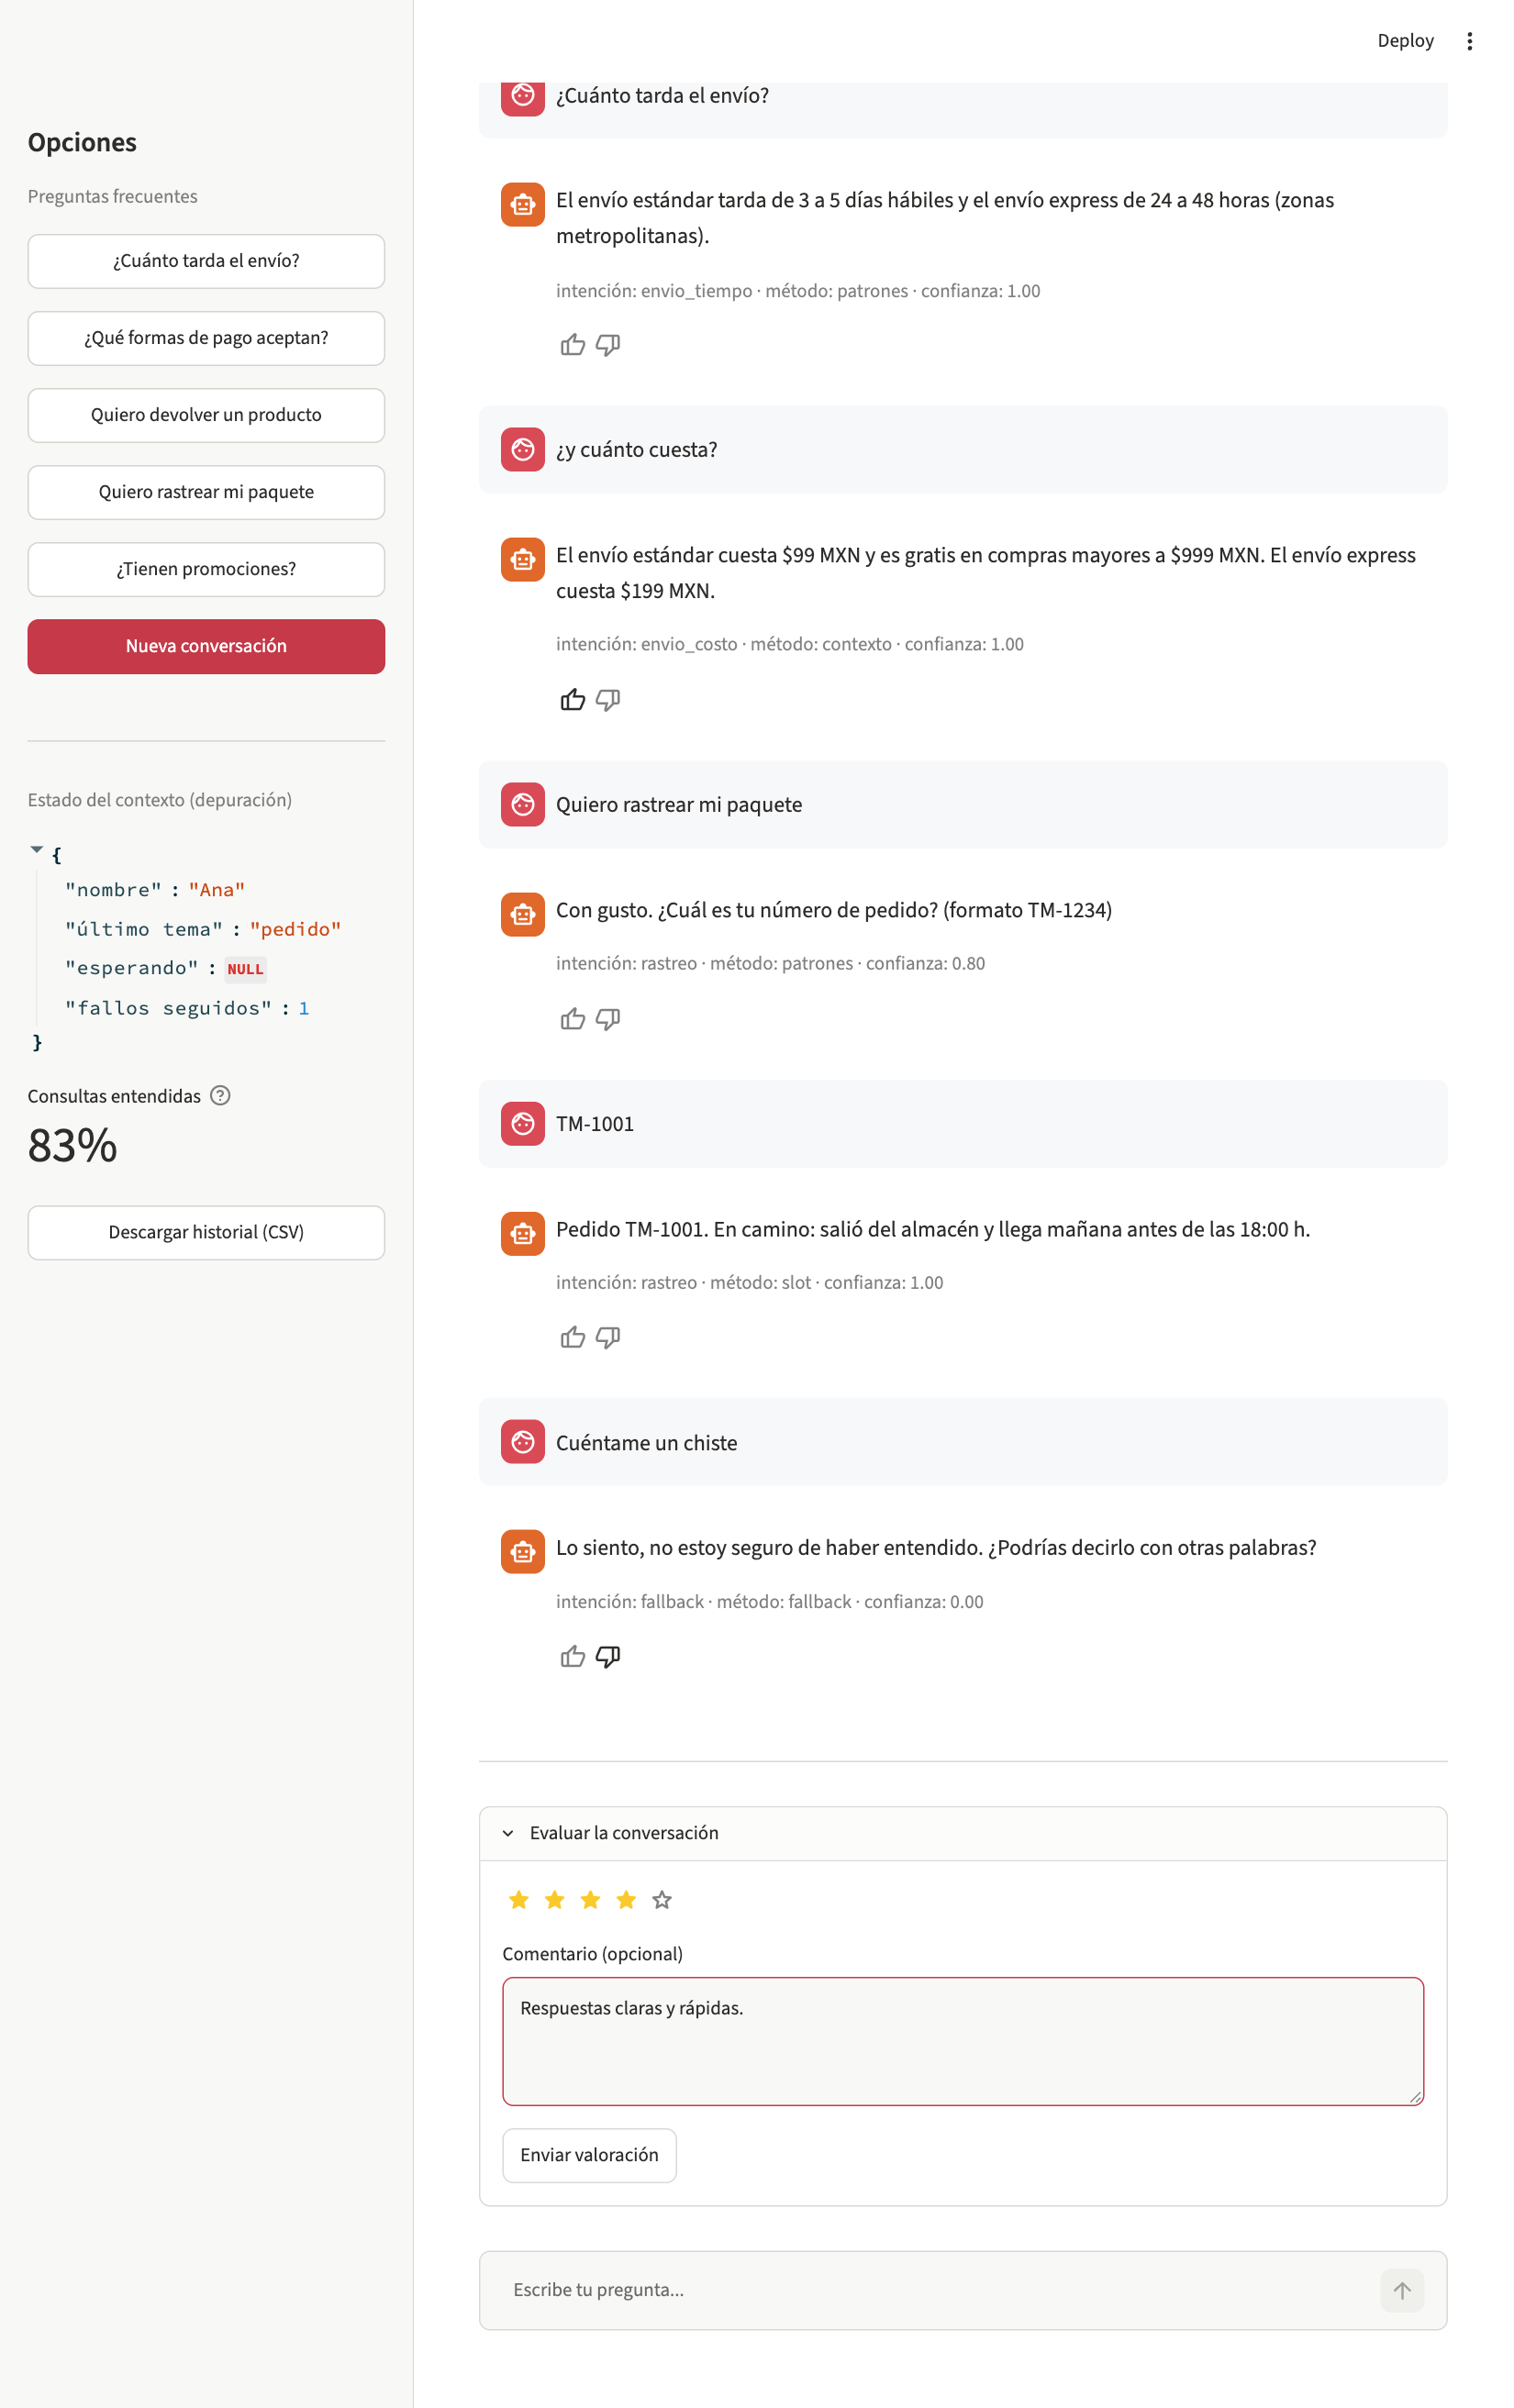 Deploy
Opciones
Preguntas frecuentes
¿Cuánto tarda el envío?
¿Qué formas de pago aceptan?
Quiero devolver un producto
Quiero rastrear mi paquete
¿Tienen promociones?
Nueva conversación
Estado del contexto (depuración)
{
"nombre" : "Ana"
"último tema" : "pedido"
"esperando" : NULL
"fallos seguidos" : 1
}
Consultas entendidas ?
83%
Descargar historial (CSV)
¿Cuánto tarda el envío?
El envío estándar tarda de 3 a 5 días hábiles y el envío express de 24 a 48 horas (zonas
metropolitanas).
intención: envio_tiempo · método: patrones · confianza: 1.00
¿y cuánto cuesta?
El envío estándar cuesta $99 MXN y es gratis en compras mayores a $999 MXN. El envío express
cuesta $199 MXN.
intención: envio_costo · método: contexto · confianza: 1.00
Quiero rastrear mi paquete
Con gusto. ¿Cuál es tu número de pedido? (formato TM-1234)
intención: rastreo · método: patrones · confianza: 0.80
TM-1001
Pedido TM-1001. En camino: salió del almacén y llega mañana antes de las 18:00 h.
intención: rastreo · método: slot · confianza: 1.00
Cuéntame un chiste
Lo siento, no estoy seguro de haber entendido. ¿Podrías decirlo con otras palabras?
intención: fallback · método: fallback · confianza: 0.00
Evaluar la conversación
Comentario (opcional)
Respuestas claras y rápidas.
Enviar valoración
Escribe tu pregunta...